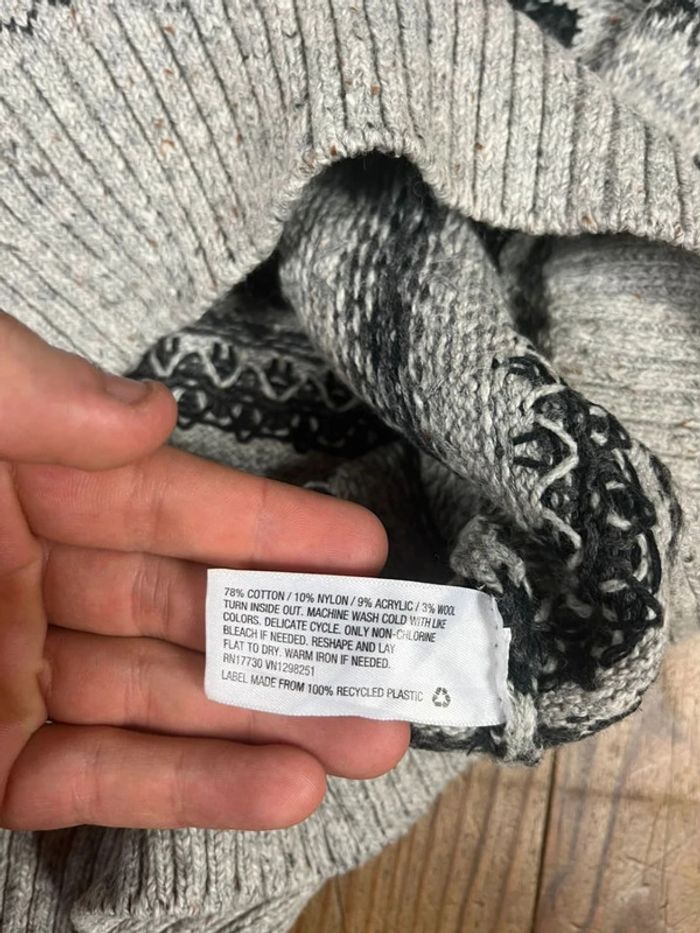 78% COTTON / 10% NYLON / 9% ACRYLIC / 3% WOOL
TURN INSIDE OUT. MACHINE WASH COLD WITH LIKE
COLORS. DELICATE CYCLE. ONLY NON-CHLORINE
BLEACH IF NEEDED. RESHAPE AND LAY
FLAT TO DRY. WARM IRON IF NEEDED.
RN17730 VN1298251
LABEL MADE FROM 100% RECYCLED PLASTIC